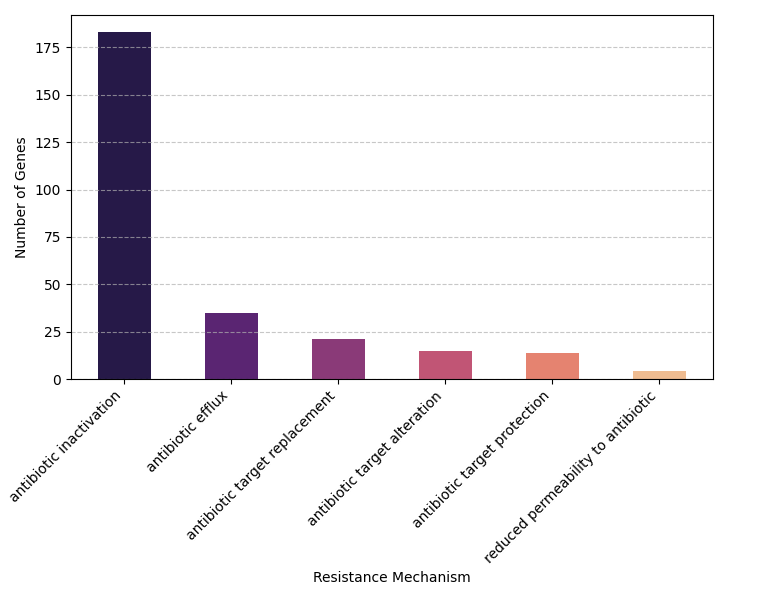 Number of Genes
175
150
125
100
75
50
25
0
antibiotic inactivation
antibiotic efflux
antibiotic target replacement
antibiotic target alteration
antibiotic target protection
reduced permeability to antibiotic
Resistance Mechanism